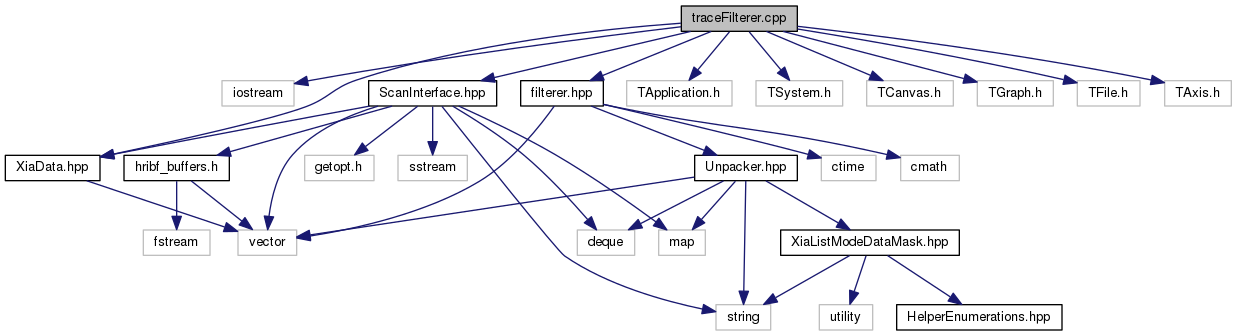 traceFilterer.cpp
iostream
ScanInterface.hpp
filterer.hpp
TApplication.h
TSystem.h
TCanvas.h
TGraph.h
TFile.h
TAxis.h
XiaData.hpp
hribf_buffers.h
getopt.h
sstream
Unpacker.hpp
ctime
cmath
fstream
vector
deque
map
XiaListModeDataMask.hpp
string
utility
HelperEnumerations.hpp